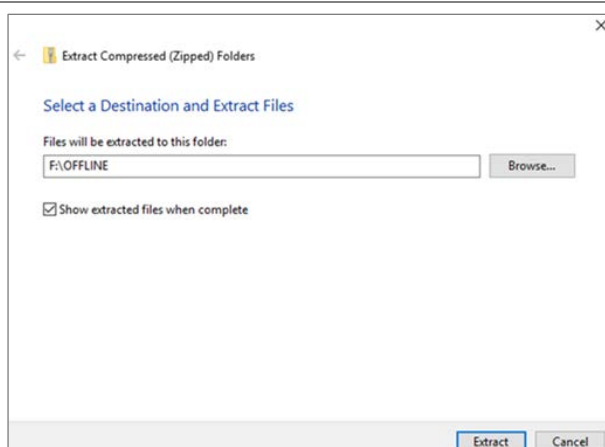 Extract Compressed (Zipped) Folders
Select a Destination and Extract Files
Files will be extracted to this folder:
F:\OFFLINE
Browse...
Show extracted files when complete
Extract Cancel